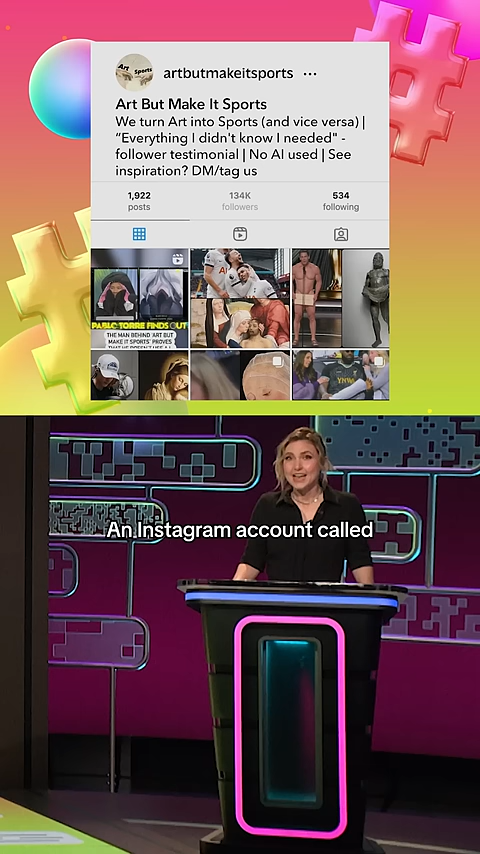 Art
Sports
artbutmakeitsports ...
Art But Make It Sports
We turn Art into Sports (and vice versa) |
“Everything I didn't know I needed" -
follower testimonial | No AI used | See
inspiration? DM/tag us
1,922 134K 534
posts followers following
PABLO TORRE FINDS OUT
THE MAN BEHIND 'ART BUT
MAKE IT SPORTS' PROVES
YNWA
An Instagram account called